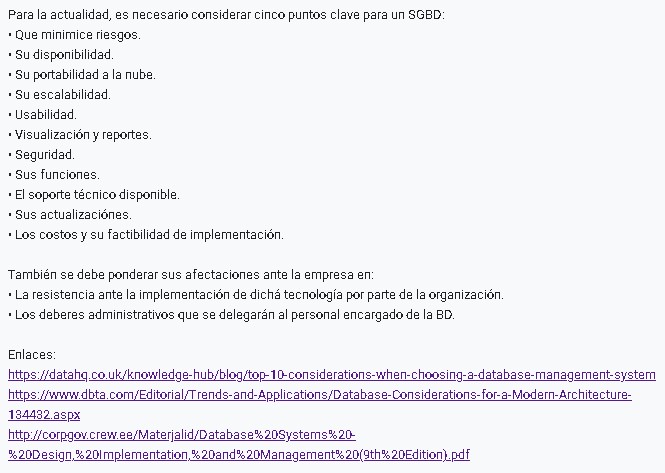 Para la actualidad, es necesario considerar cinco puntos clave para un SGBD:
• Que minimice riesgos.
• Su disponibilidad.
• Su portabilidad a la nube.
• Su escalabilidad.
• Usabilidad.
• Visualización y reportes.
• Seguridad.
• Sus funciones.
• El soporte técnico disponible.
• Sus actualizaciónes.
• Los costos y su factibilidad de implementación.
También se debe ponderar sus afectaciones ante la empresa en:
• La resistencia ante la implementación de dichá tecnología por parte de la organización.
• Los deberes administrativos que se delegarán al personal encargado de la BD.
Enlaces:
https://datahq.co.uk/knowledge-hub/blog/top-10-considerations-when-choosing-a-database-management-system
https://www.dbta.com/Editorial/Trends-and-Applications/Database-Considerations-for-a-Modern-Architecture-
134432.aspx
http://corpgov.crew.ee/Materjalid/Database%20Systems%20-
%20Design,%20Implementation,%20and%20Management%20(9th%20Edition).pdf